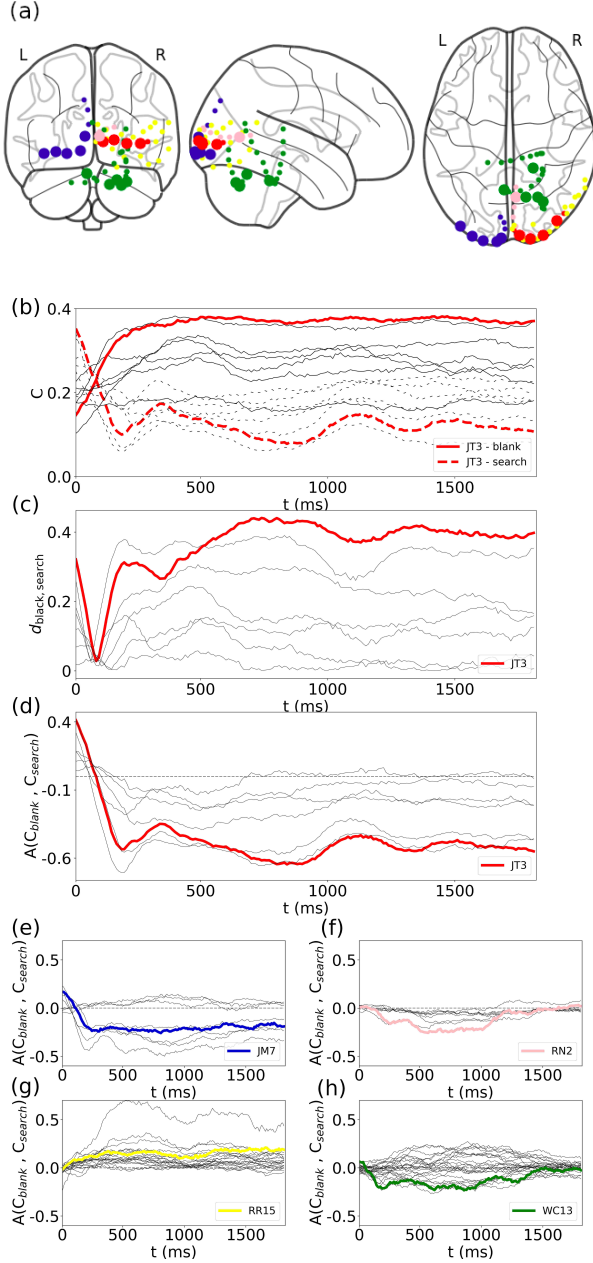 (a)
L R L R
(b)
0.4
0.2
0.0
C
JT3 - blank
JT3 - search
0 500 1000 1500
t (ms)
(c)
0.4
0.2
0
d_black,search
JT3
0 500 1000 1500
t (ms)
(d)
0.4
-0.1
-0.6
A(C_blank , C_search)
JT3
0 500 1000 1500
t (ms)
(e) (f)
0.5
0.0
-0.5
A(C_blank , C_search)
JM7
0 500 1000 1500
t (ms)
0.5
0.0
-0.5
A(C_blank , C_search)
RN2
0 500 1000 1500
t (ms)
(g) (h)
0.5
0.0
-0.5
A(C_blank , C_search)
RR15
0 500 1000 1500
t (ms)
0.5
0.0
-0.5
A(C_blank , C_search)
WC13
0 500 1000 1500
t (ms)